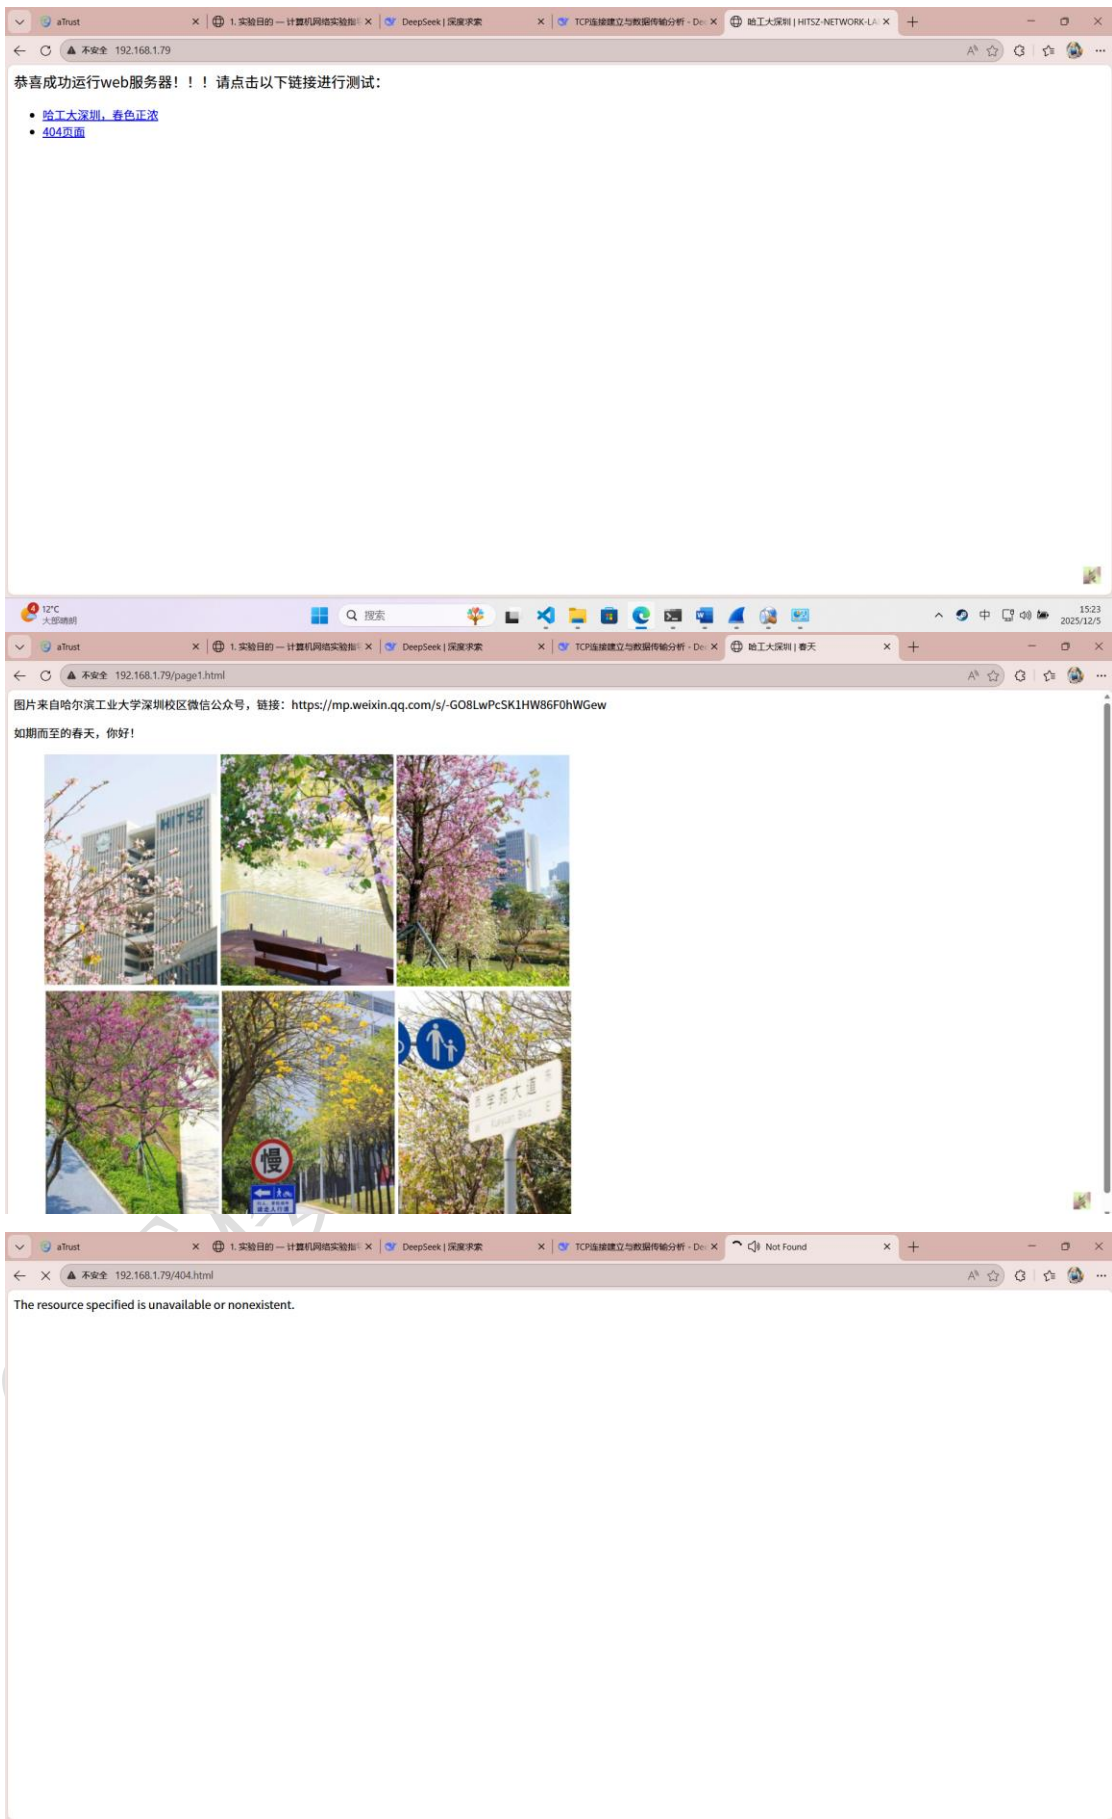 aTrust
1. 实验目的 — 计算机网络实验指
DeepSeek | 深度求索
TCP连接建立与数据传输分析 - De
哈工大深圳 | HITSZ-NETWORK-LA
不安全 192.168.1.79
恭喜成功运行web服务器！！！请点击以下链接进行测试：
哈工大深圳，春色正浓
404页面
4
12°C
大部晴朗
搜索
中
15:23
2025/12/5
aTrust
1. 实验目的 — 计算机网络实验指
DeepSeek | 深度求索
TCP连接建立与数据传输分析 - De
哈工大深圳 | 春天
不安全 192.168.1.79/page1.html
图片来自哈尔滨工业大学深圳校区微信公众号，链接：https://mp.weixin.qq.com/s/-GO8LwPcSK1HW86F0hWGew
如期而至的春天，你好！
HITSZ
学苑大道
Xueyuan Blvd
慢
aTrust
1. 实验目的 — 计算机网络实验指
DeepSeek | 深度求索
TCP连接建立与数据传输分析 - De
Not Found
不安全 192.168.1.79/404.html
The resource specified is unavailable or nonexistent.